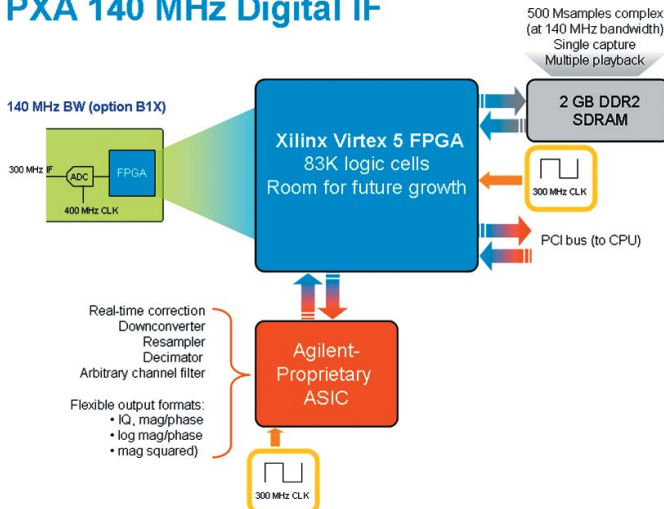 PXA 140 MHz Digital IF
500 Msamples complex
(at 140 MHz bandwidth)
Single capture
Multiple playback
140 MHz BW (option B1X)
300 MHz IF
ADC
FPGA
400 MHz CLK
Xilinx Virtex 5 FPGA
83K logic cells
Room for future growth
2 GB DDR2
SDRAM
300 MHz CLK
PCI bus (to CPU)
Real-time correction
Downconverter
Resampler
Decimator
Arbitrary channel filter
Flexible output formats:
• IQ, mag/phase
• log mag/phase
• mag squared)
Agilent-
Proprietary
ASIC
300 MHz CLK